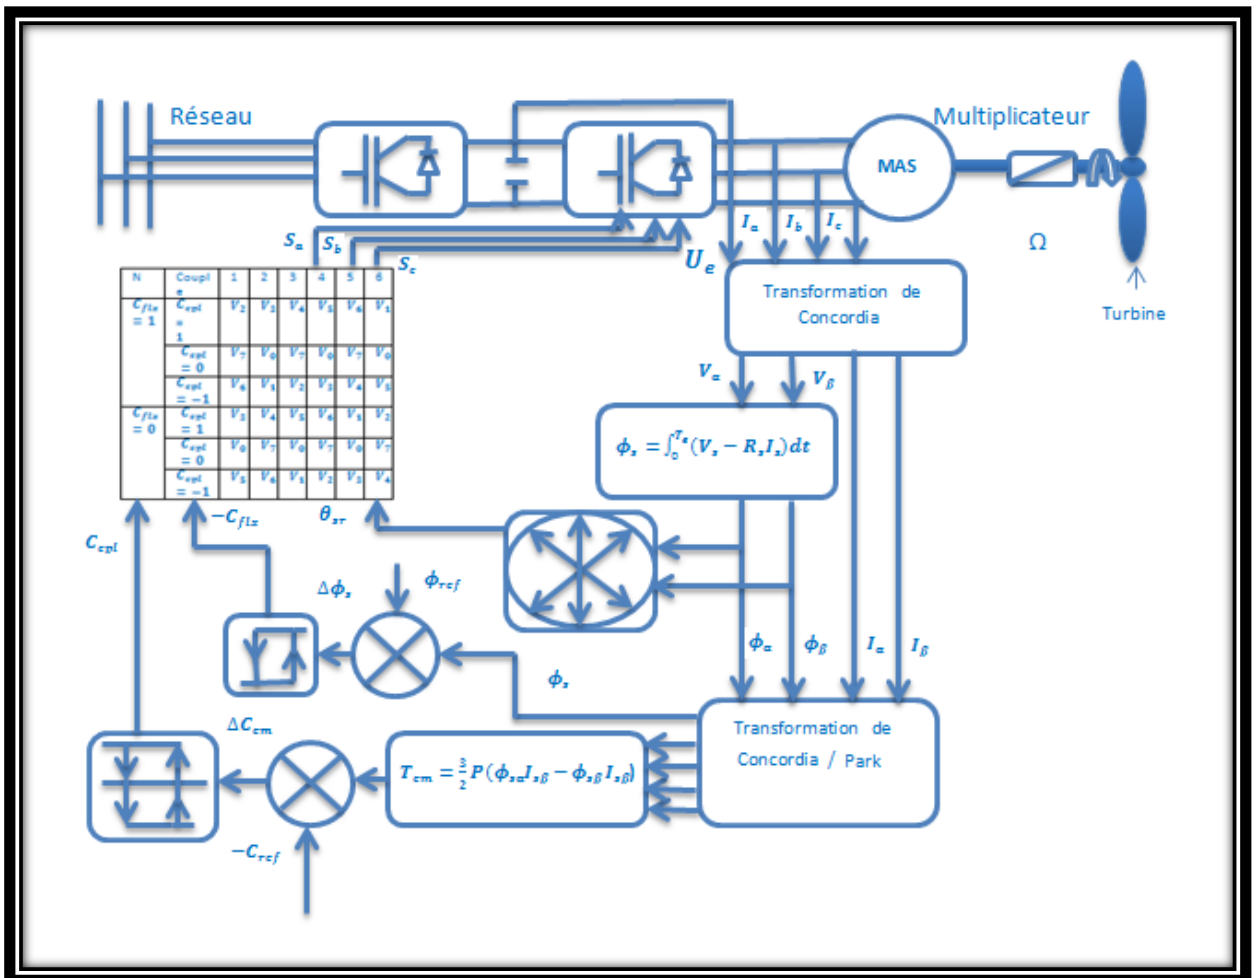 Réseau
Multiplicateur
MAS
Ω
Turbine
S_a S_b S_c
U_e
I_a I_b I_c
Transformation de
Concordia
N Coupl e 1 2 3 4 5 6
C_flx = 1 C_cpl = 1 V_2 V_3 V_4 V_5 V_6 V_1
C_cpl = 0 V_7 V_0 V_7 V_0 V_7 V_0
C_cpl = -1 V_6 V_1 V_2 V_3 V_4 V_5
C_flx = 0 C_cpl = 1 V_3 V_4 V_5 V_6 V_1 V_2
C_cpl = 0 V_0 V_7 V_0 V_7 V_0 V_7
C_cpl = -1 V_5 V_6 V_1 V_2 V_3 V_4
V_α V_β
ϕ_s = ∫_0^{T_e} (V_s − R_s I_s) dt
−C_flx
θ_sr
C_cpl
Δϕ_s
ϕ_ref
ϕ_α ϕ_β I_α I_β
ϕ_s
ΔC_em
Transformation de
Concordia / Park
T_em = 3/2 P (ϕ_sα I_sβ − ϕ_sβ I_sβ)
−C_ref